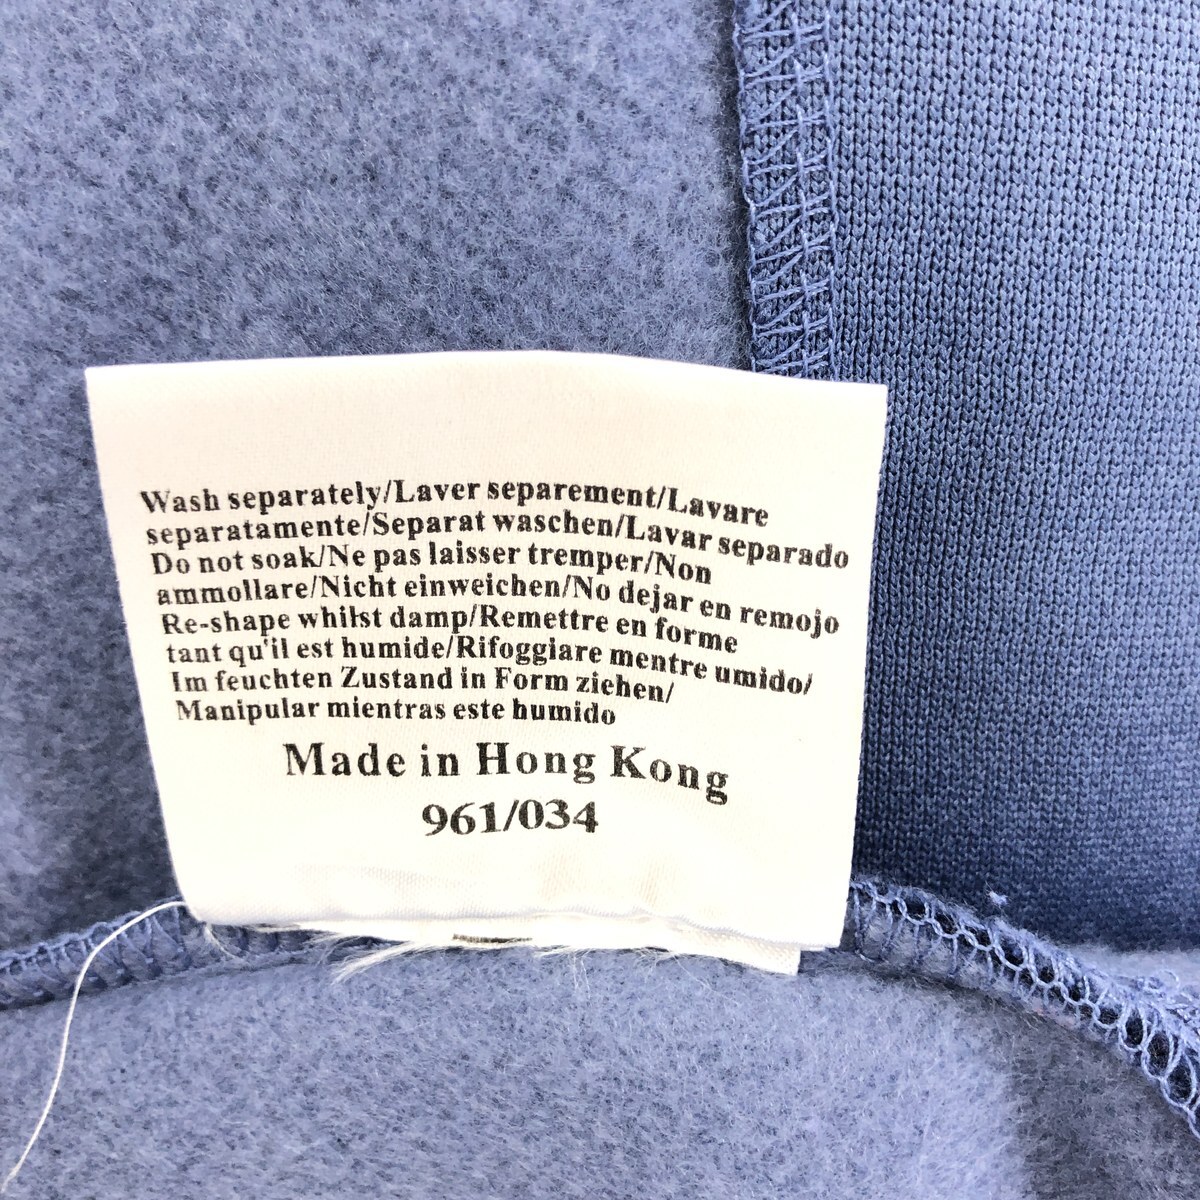 Wash separately/Laver separement/Lavare
separatamente/Separat waschen/Lavar separado
Do not soak/Ne pas laisser tremper/Non
ammollare/Nicht einweichen/No dejar en remojo
Re-shape whilst damp/Remettre en forme
tant qu'il est humide/Rifoggiare mentre umido/
Im feuchten Zustand in Form ziehen/
Manipular mientras este humido
Made in Hong Kong
961/034